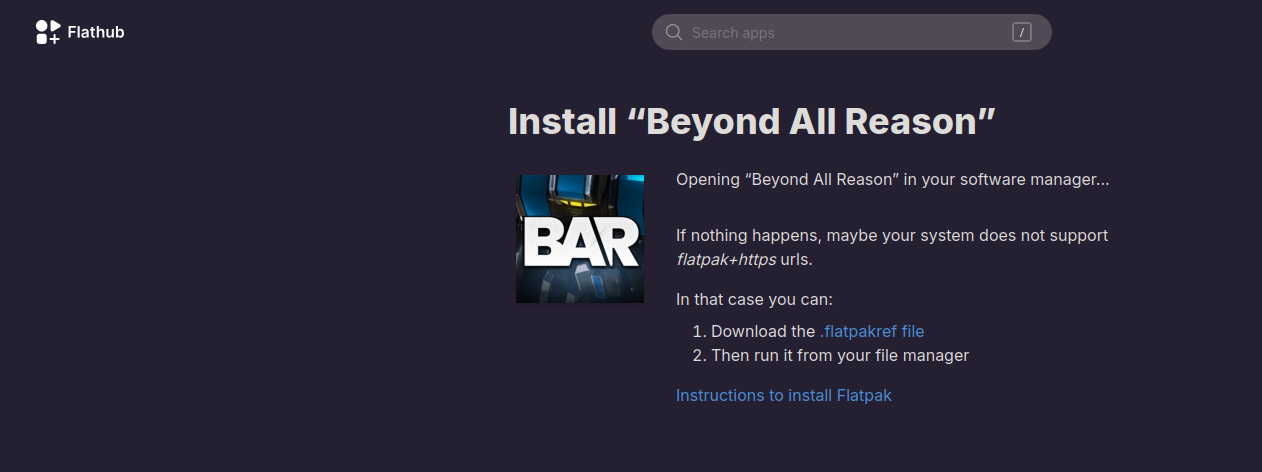 Flathub
Search apps
/
Install “Beyond All Reason”
BAR
Opening “Beyond All Reason” in your software manager...
If nothing happens, maybe your system does not support
flatpak+https urls.
In that case you can:
1. Download the .flatpakref file
2. Then run it from your file manager
Instructions to install Flatpak